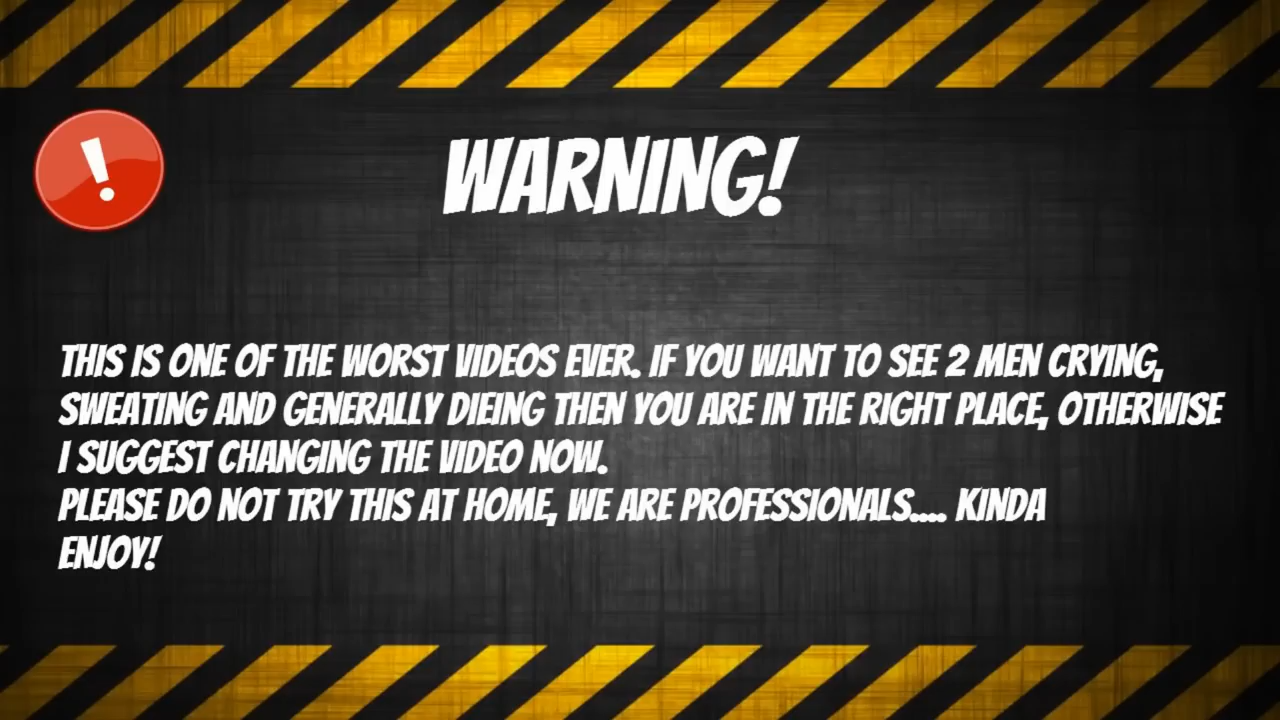 !
WARNING!
THIS IS ONE OF THE WORST VIDEOS EVER. IF YOU WANT TO SEE 2 MEN CRYING,
SWEATING AND GENERALLY DIEING THEN YOU ARE IN THE RIGHT PLACE, OTHERWISE
I SUGGEST CHANGING THE VIDEO NOW.
PLEASE DO NOT TRY THIS AT HOME, WE ARE PROFESSIONALS.... KINDA
ENJOY!